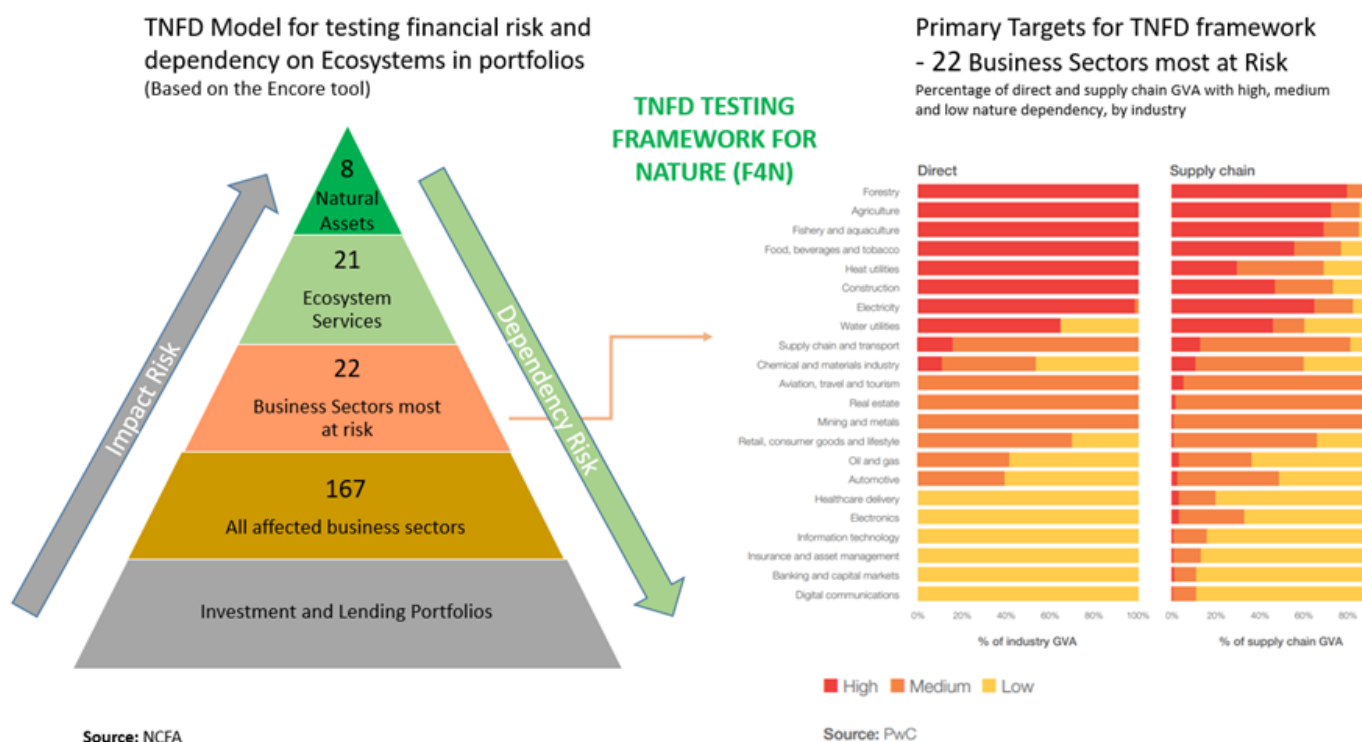 TNFD Model for testing financial risk and
dependency on Ecosystems in portfolios
(Based on the Encore tool)
TNFD TESTING
FRAMEWORK FOR
NATURE (F4N)
8
Natural
Assets
21
Ecosystem
Services
22
Business Sectors most
at risk
167
All affected business sectors
Investment and Lending Portfolios
Impact Risk
Dependency Risk
Source: NCFA
Primary Targets for TNFD framework
- 22 Business Sectors most at Risk
Percentage of direct and supply chain GVA with high, medium
and low nature dependency, by industry
Direct
Supply chain
Forestry
Agriculture
Fishery and aquaculture
Food, beverages and tobacco
Heat utilities
Construction
Electricity
Water utilities
Supply chain and transport
Chemical and materials industry
Aviation, travel and tourism
Real estate
Mining and metals
Retail, consumer goods and lifestyle
Oil and gas
Automotive
Healthcare delivery
Electronics
Information technology
Insurance and asset management
Banking and capital markets
Digital communications
0% 20% 40% 60% 80% 100%
0% 20% 40% 60% 80%
% of industry GVA
% of supply chain GVA
High Medium Low
Source: PwC